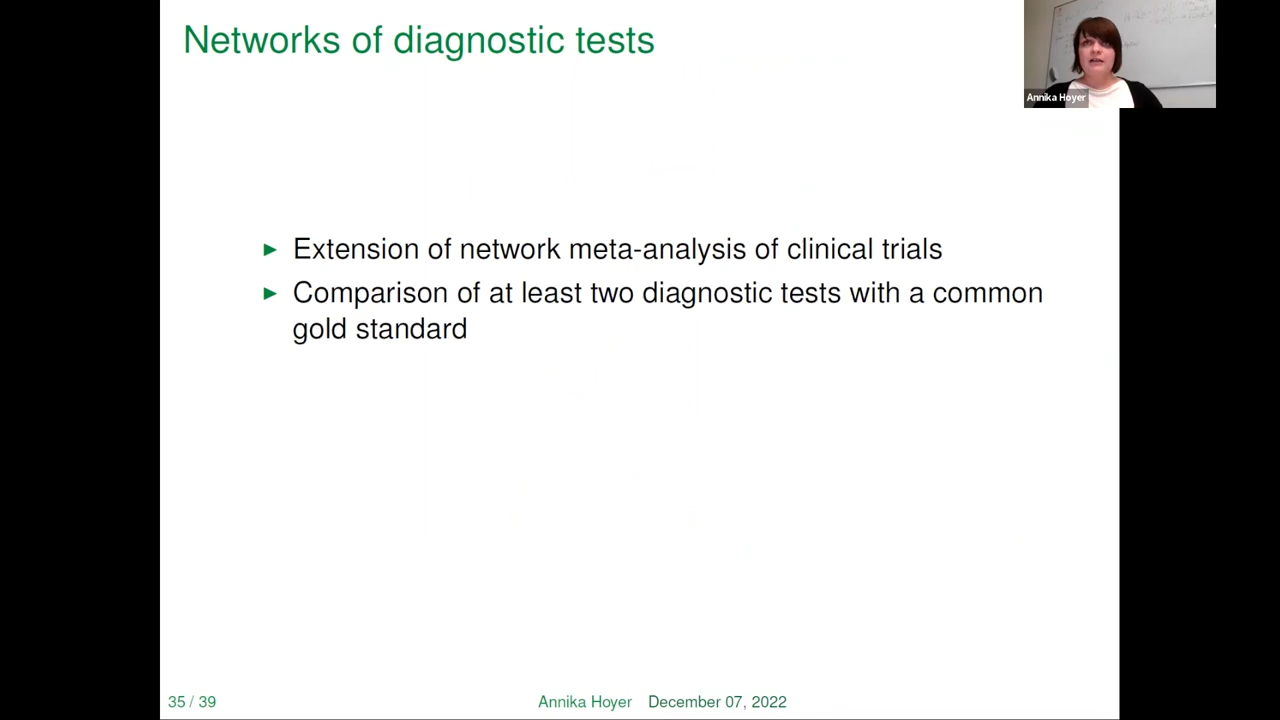 Networks of diagnostic tests
Annika Hoyer
► Extension of network meta-analysis of clinical trials
► Comparison of at least two diagnostic tests with a common
gold standard
35 / 39
Annika Hoyer December 07, 2022